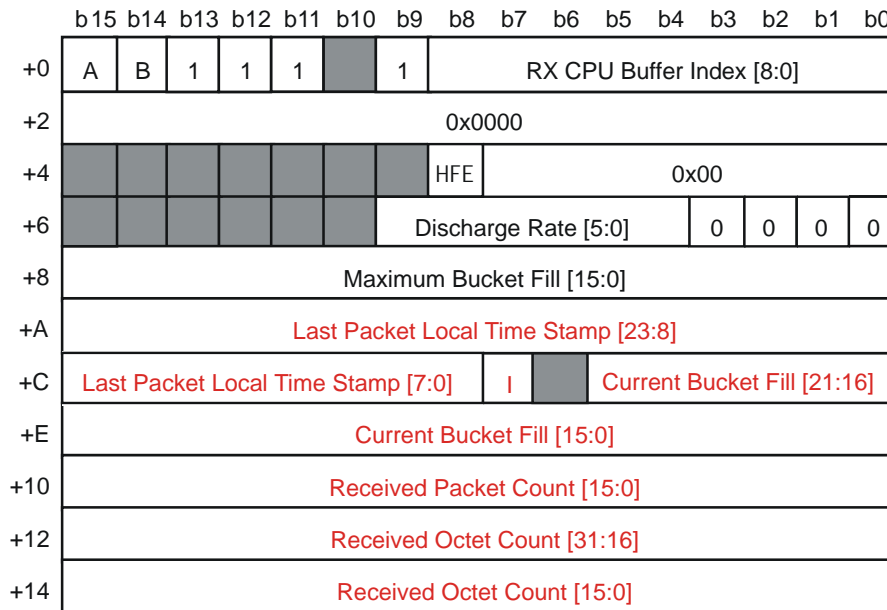 b15 b14 b13 b12 b11 b10 b9 b8 b7 b6 b5 b4 b3 b2 b1 b0
+0 A B 1 1 1 1 RX CPU Buffer Index [8:0]
+2 0x0000
+4 HFE 0x00
+6 Discharge Rate [5:0] 0 0 0 0
+8 Maximum Bucket Fill [15:0]
+A Last Packet Local Time Stamp [23:8]
+C Last Packet Local Time Stamp [7:0] I Current Bucket Fill [21:16]
+E Current Bucket Fill [15:0]
+10 Received Packet Count [15:0]
+12 Received Octet Count [31:16]
+14 Received Octet Count [15:0]